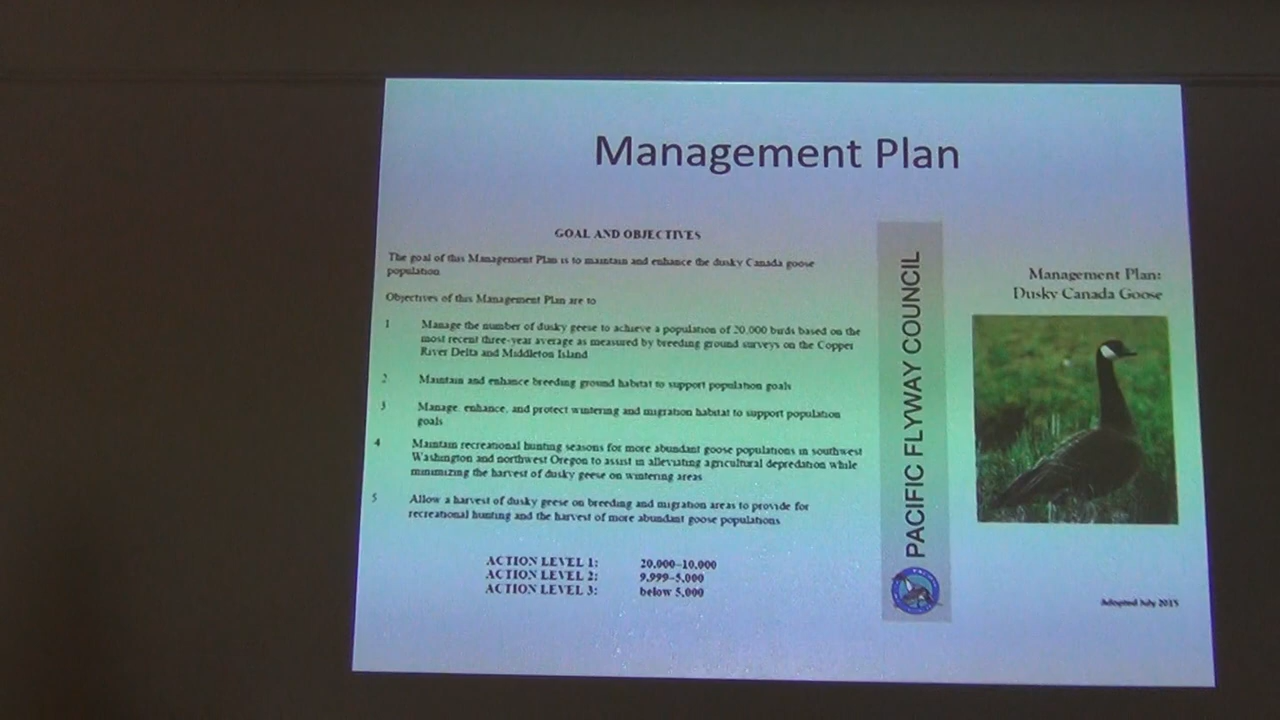 Management Plan
GOAL AND OBJECTIVES
The goal of this Management Plan is to maintain and enhance the dusky Canada goose
population
Objectives of this Management Plan are to
1 Manage the number of dusky geese to achieve a population of 20,000 birds based on the
most recent three-year average as measured by breeding ground surveys on the Copper
River Delta and Middleton Island
2 Maintain and enhance breeding ground habitat to support population goals
3 Manage, enhance, and protect wintering and migration habitat to support population
goals
4 Maintain recreational hunting seasons for more abundant goose populations in southwest
Washington and northwest Oregon to assist in alleviating agricultural depredation while
minimizing the harvest of dusky geese on wintering areas
5 Allow a harvest of dusky geese on breeding and migration areas to provide for
recreational hunting and the harvest of more abundant goose populations
ACTION LEVEL 1: 20,000–10,000
ACTION LEVEL 2: 9,999–5,000
ACTION LEVEL 3: below 5,000
PACIFIC FLYWAY COUNCIL
Management Plan:
Dusky Canada Goose
Adopted July 2015